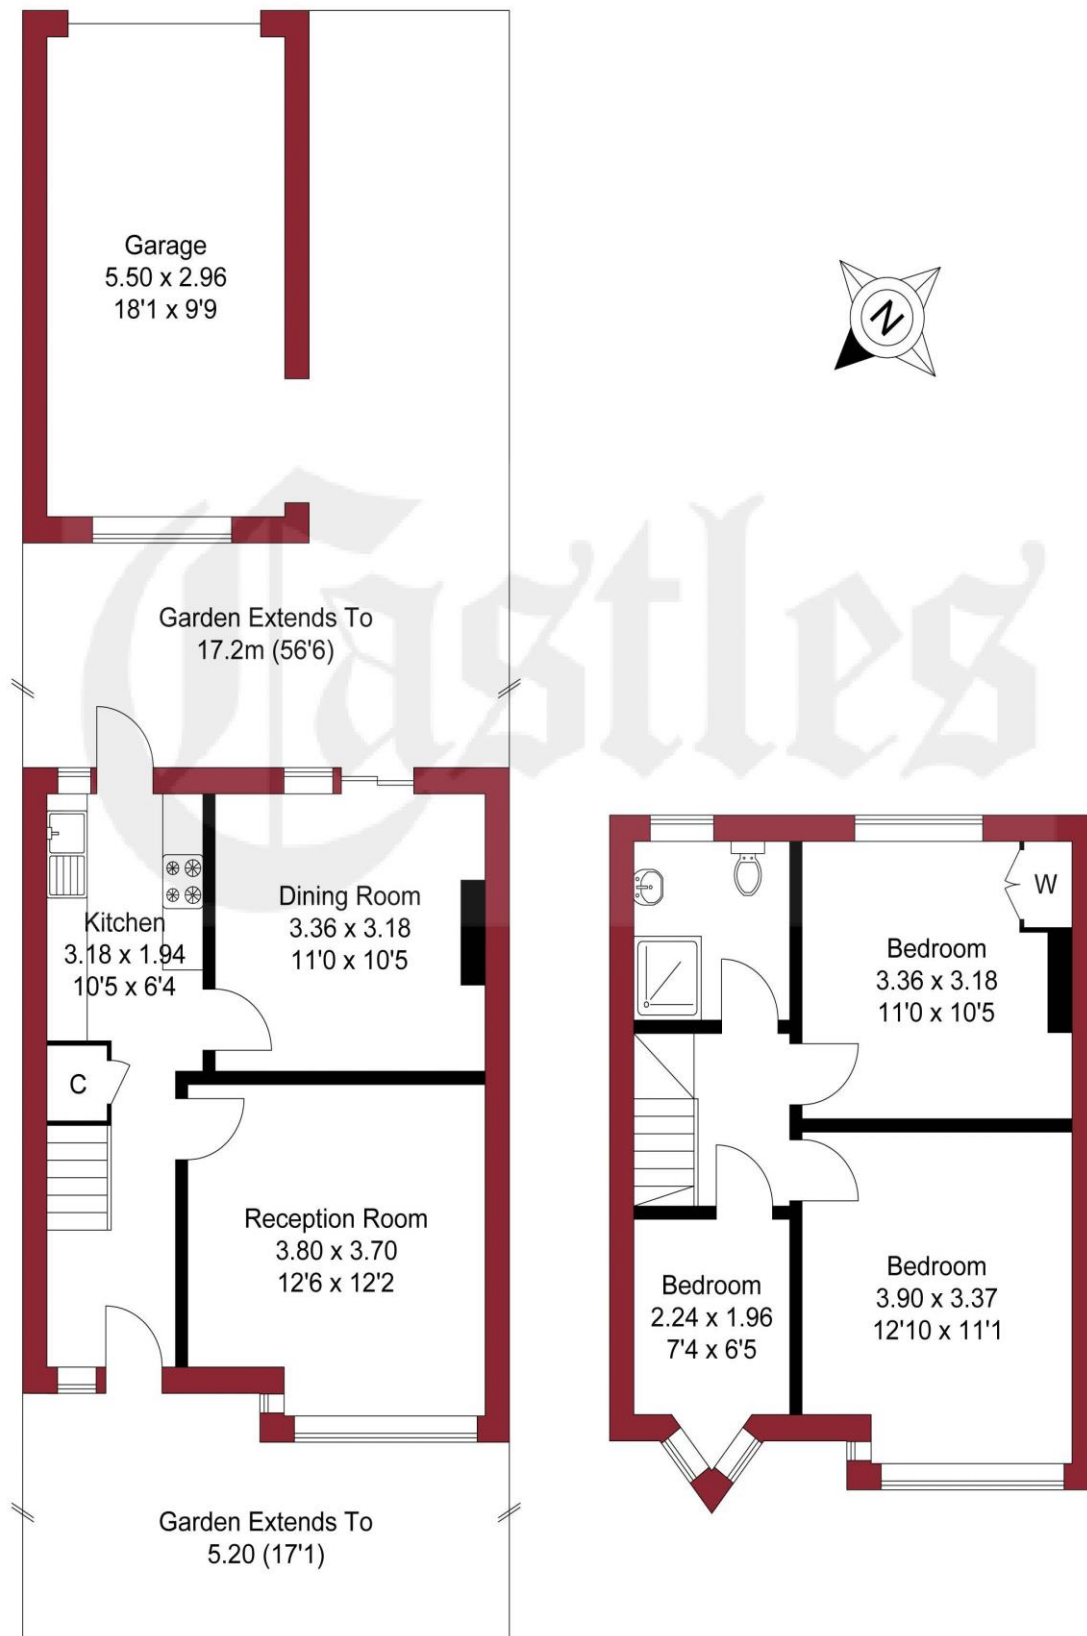 Garage
5.50 x 2.96
18'1 x 9'9
N
Castles
Garden Extends To
17.2m (56'6)
Kitchen
3.18 x 1.94
10'5 x 6'4
Dining Room
3.36 x 3.18
11'0 x 10'5
C
Reception Room
3.80 x 3.70
12'6 x 12'2
Garden Extends To
5.20 (17'1)
W
Bedroom
3.36 x 3.18
11'0 x 10'5
Bedroom
3.90 x 3.37
12'10 x 11'1
Bedroom
2.24 x 1.96
7'4 x 6'5